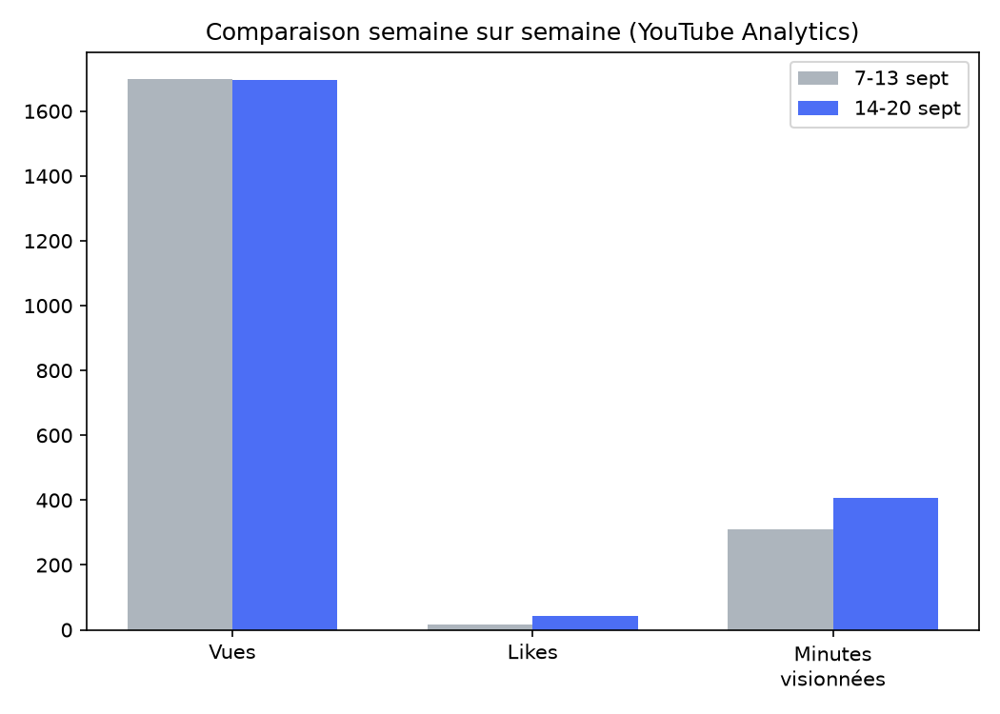 Comparaison semaine sur semaine (YouTube Analytics)
7-13 sept
14-20 sept
1600
1400
1200
1000
800
600
400
200
0
Vues
Likes
Minutes
visionnées